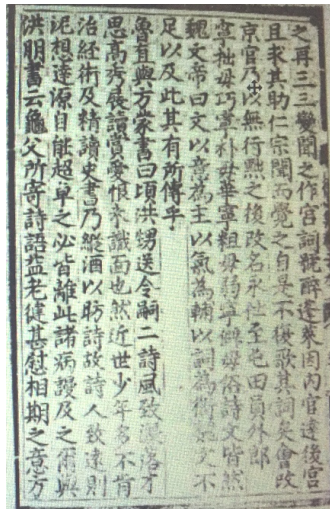 之再三三變聞之作宮詞號醉蓬萊因内官達後宮
且求其助仁宗聞而覺之自是不復歌其詞矣會改
京官乃以無行黜之後改名永仕至屯田員外郎
寧拙毋巧寧朴毋華寧粗毋弱寧僻毋俗詩文皆然
魏文帝曰文以意為主以氣為輔以詞為衛不
足以及此其有所傳乎
魯直與方蒙書曰頃洪甥送令嗣二詩風致灑落才
思高秀展讀賞愛恨未識面也然近世少年多不肯
治經術及精讀史書乃縱酒以助詩故詩人致遠則
泥想達源自能超卓之必皆離此諸病謾及之爾與
洪朋書云龜父所寄詩語益老健甚慰相期之意方